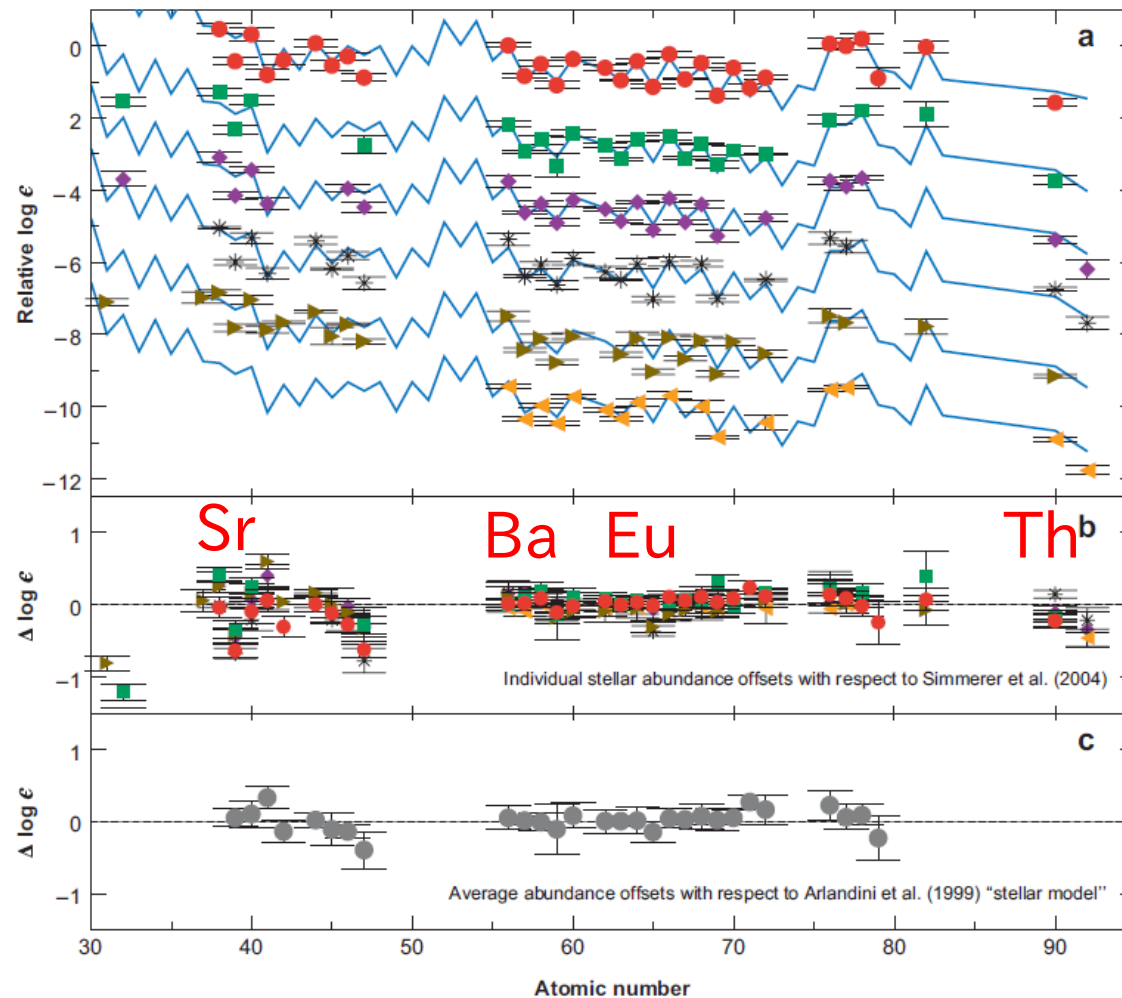 a
0
2
−4
−6
−8
−10
−12
Relative log ϵ
Sr Ba Eu Th
b
1
0
−1
Δ log ϵ
Individual stellar abundance offsets with respect to Simmerer et al. (2004)
c
1
0
−1
Δ log ϵ
Average abundance offsets with respect to Arlandini et al. (1999) “stellar model”
30 40 50 60 70 80 90
Atomic number